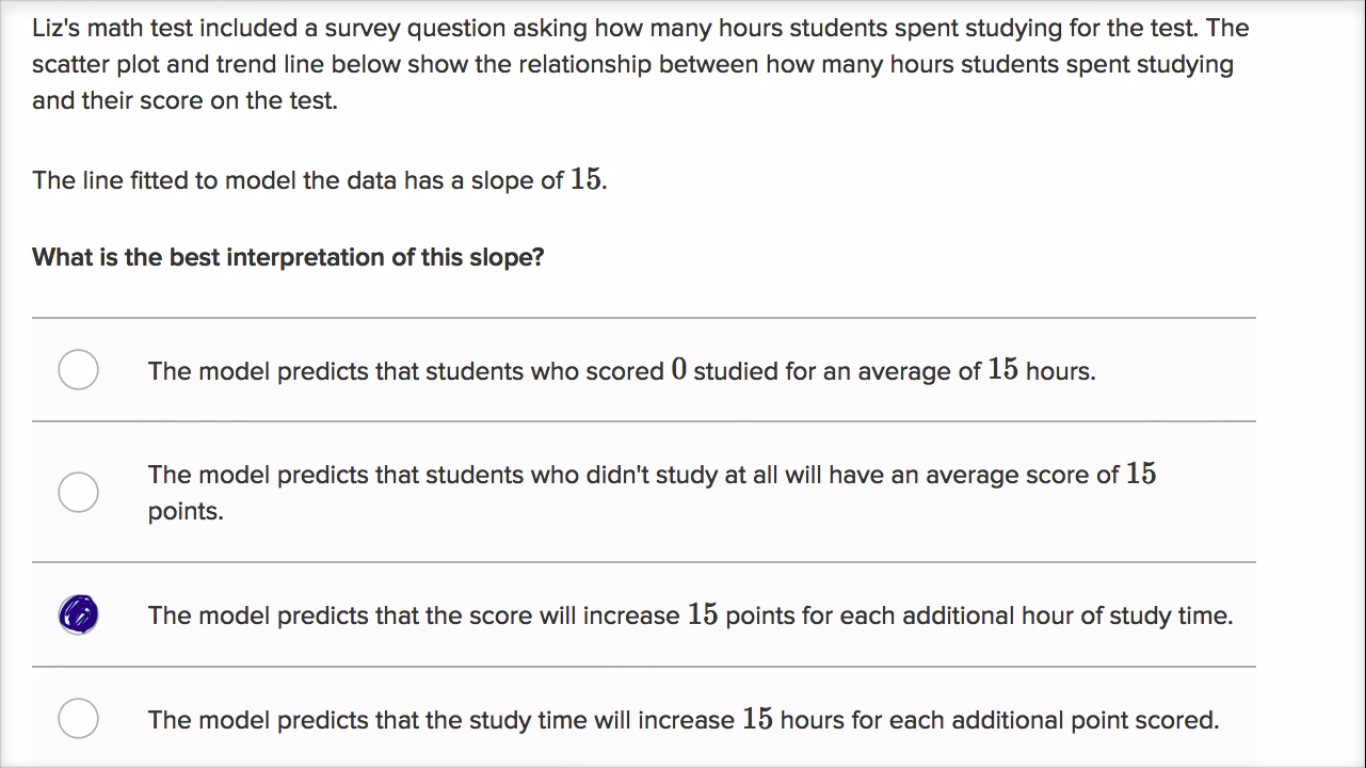 Liz's math test included a survey question asking how many hours students spent studying for the test. The
scatter plot and trend line below show the relationship between how many hours students spent studying
and their score on the test.
The line fitted to model the data has a slope of 15.
What is the best interpretation of this slope?
The model predicts that students who scored 0 studied for an average of 15 hours.
The model predicts that students who didn't study at all will have an average score of 15
points.
The model predicts that the score will increase 15 points for each additional hour of study time.
The model predicts that the study time will increase 15 hours for each additional point scored.